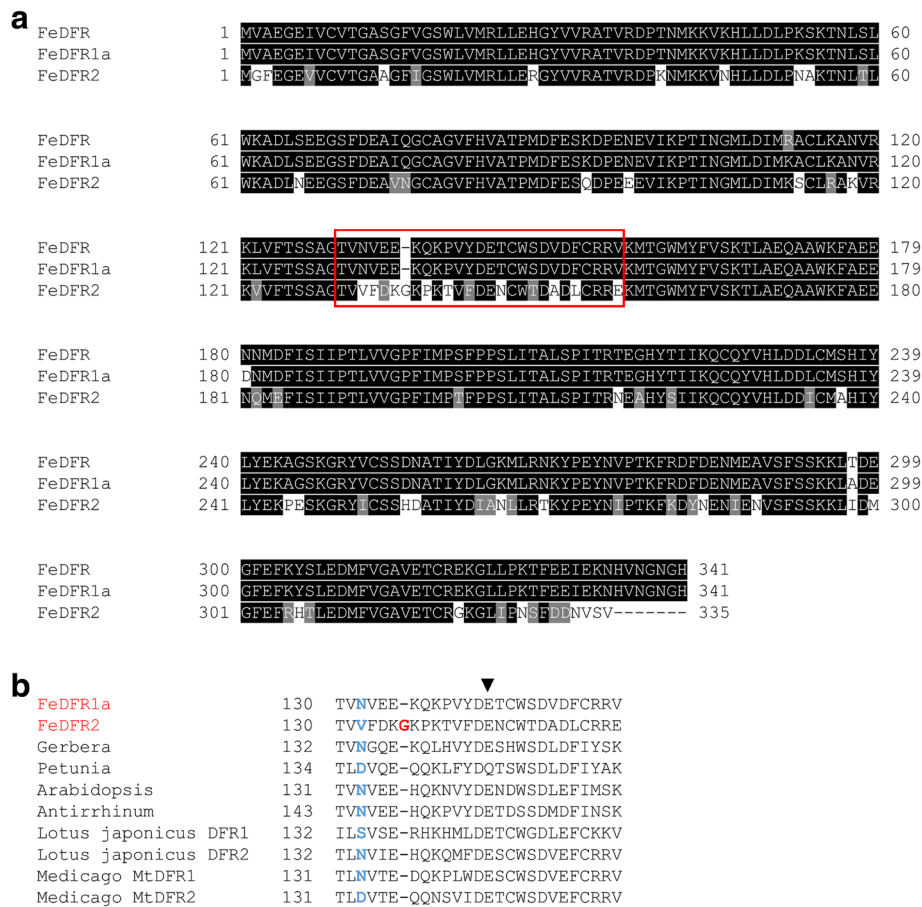 a
FeDFR 1 MVAEGEIVCVTGASGFVGSWLVMRLLEHGYVVRATVRDPTNMKKVKHLLDLPKSKTNLSL 60
FeDFR1a 1 MVAEGEIVCVTGASGFVGSWLVMRLLEHGYVVRATVRDPTNMKKVKHLLDLPKSKTNLSL 60
FeDFR2 1 MGFEGEVVCVTGAAGFIGSWLVMRLLERGYVVRATVRDPKNMKKVNHLLDLPNAKTNLTL 60
FeDFR 61 WKADLSEEGSFDEAIQGCAGVFHVATPMDFESKDPENEVIKPTINGMLDIMRACLKANVR 120
FeDFR1a 61 WKADLSEEGSFDEAIQGCAGVFHVATPMDFESKDPENEVIKPTINGMLDIMKACLKANVR 120
FeDFR2 61 WKADLNEEGSFDEAVNGCAGVFHVATPMDFESQDPEEEVIKPTINGMLDIMKSCLRAKVR 120
FeDFR 121 KLVFTSSAGTVNVEE-KQKPVYDETCWSDVDFCRRVKMTGWMYFVSKTLAEQAAWKFAEE 179
FeDFR1a 121 KLVFTSSAGTVNVEE-KQKPVYDETCWSDVDFCRRVKMTGWMYFVSKTLAEQAAWKFAEE 179
FeDFR2 121 KVVFTSSAGTVVFDKGKPKTVFDENCWTDADLCRREKMTGWMYFVSKTLAEQAAWKFAEE 180
FeDFR 180 NNMDFISIIPTLVVGPFIMPSFPPSLITALSPITRTEGHYTIIKQCQYVHLDDLCMSHIY 239
FeDFR1a 180 DNMDFISIIPTLVVGPFIMPSFPPSLITALSPITRTEGHYTIIKQCQYVHLDDLCMSHIY 239
FeDFR2 181 NQMEFISIIPTLVVGPFIMPTFPPSLITALSPITRNEAHYSIIKQCQYVHLDDICMAHIY 240
FeDFR 240 LYEKAGSKGRYVCSSDNATIYDLGKMLRNKYPEYNVPTKFRDFDENMEAVSFSSKKLTDE 299
FeDFR1a 240 LYEKAGSKGRYVCSSDNATIYDLGKMLRNKYPEYNVPTKFRDFDENMEAVSFSSKKLADE 299
FeDFR2 241 LYEKPESKGRYICSSHDATIYDIANLLRTKYPEYNIPTKFKDYNENIENVSFSSKKLIDM 300
FeDFR 300 GFEFKYSLEDMFVGAVETCREKGLLPKTFEEIEKNHVNGNGH 341
FeDFR1a 300 GFEFKYSLEDMFVGAVETCREKGLLPKTFEEIEKNHVNGNGH 341
FeDFR2 301 GFEFRHTLEDMFVGAVETCRGKGLIPNSFDDNVSV------- 335
b
FeDFR1a 130 TVNVEE-KQKPVYDETCWSDVDFCRRV
FeDFR2 130 TVVFDKGKPKTVFDENCWTDADLCRRE
Gerbera 132 TVNGQE-KQLHVYDESHWSDLDFIYSK
Petunia 134 TLDVQE-QQKLFYDQTSWSDLDFIYAK
Arabidopsis 131 TVNVEE-HQKNVYDENDWSDLEFIMSK
Antirrhinum 143 TVNVEE-HQKPVYDETDSSDMDFINSK
Lotus japonicus DFR1 132 ILSVSE-RHKHMLDETCWGDLEFCKKV
Lotus japonicus DFR2 132 TLNVIE-HQKQMFDESCWSDVEFCRRV
Medicago MtDFR1 131 TLNVTE-DQKPLWDESCWSDVEFCRRV
Medicago MtDFR2 131 TLDVTE-QQNSVIDETCWSDVEFCRRV